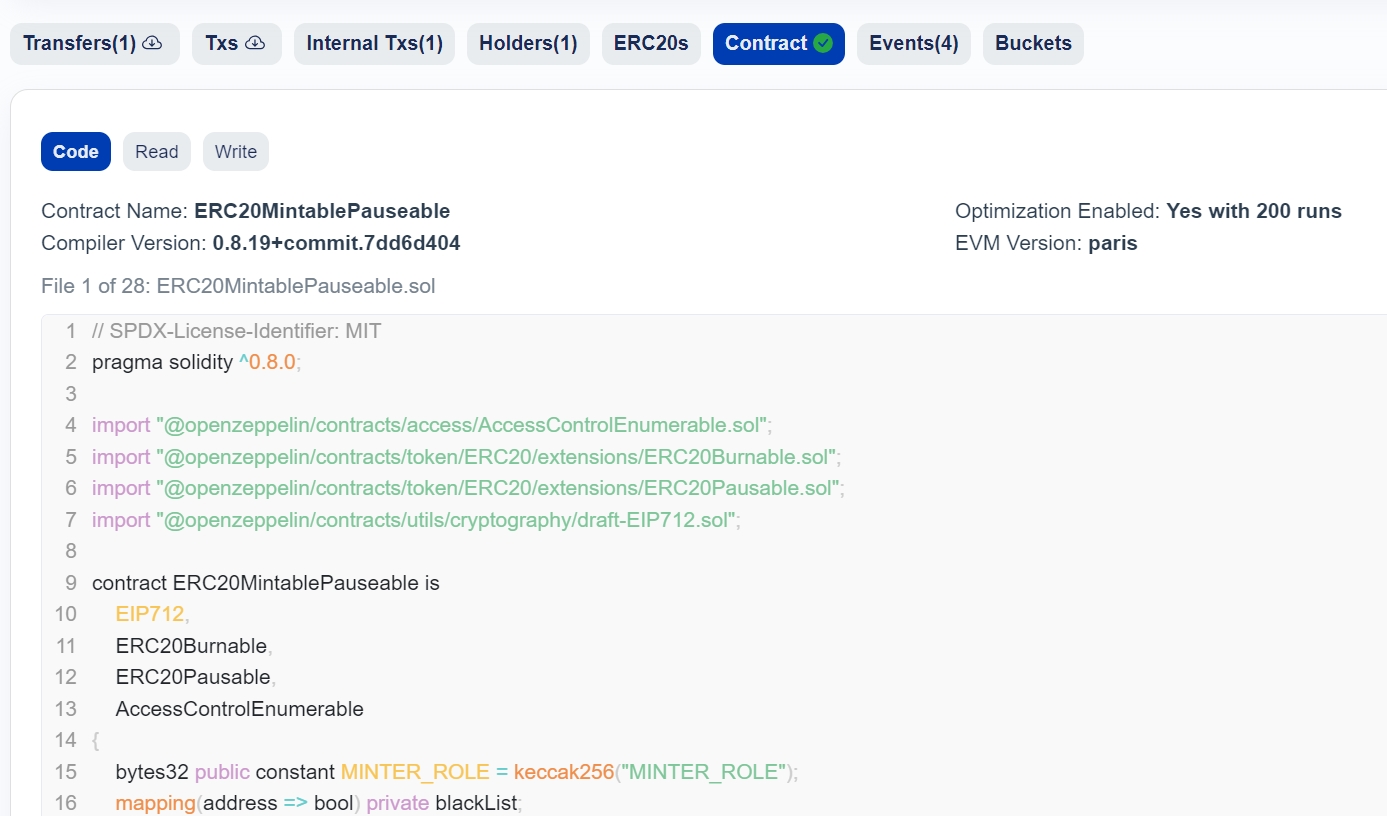 Transfers(1) Txs Internal Txs(1) Holders(1) ERC20s Contract Events(4) Buckets
Code Read Write
Contract Name: ERC20MintablePauseable Optimization Enabled: Yes with 200 runs
Compiler Version: 0.8.19+commit.7dd6d404 EVM Version: paris
File 1 of 28: ERC20MintablePauseable.sol
1 // SPDX-License-Identifier: MIT
2 pragma solidity ^0.8.0;
3
4 import "@openzeppelin/contracts/access/AccessControlEnumerable.sol";
5 import "@openzeppelin/contracts/token/ERC20/extensions/ERC20Burnable.sol";
6 import "@openzeppelin/contracts/token/ERC20/extensions/ERC20Pausable.sol";
7 import "@openzeppelin/contracts/utils/cryptography/draft-EIP712.sol";
8
9 contract ERC20MintablePauseable is
10 EIP712,
11 ERC20Burnable,
12 ERC20Pausable,
13 AccessControlEnumerable
14 {
15 bytes32 public constant MINTER_ROLE = keccak256("MINTER_ROLE");
16 mapping(address => bool) private blackList;